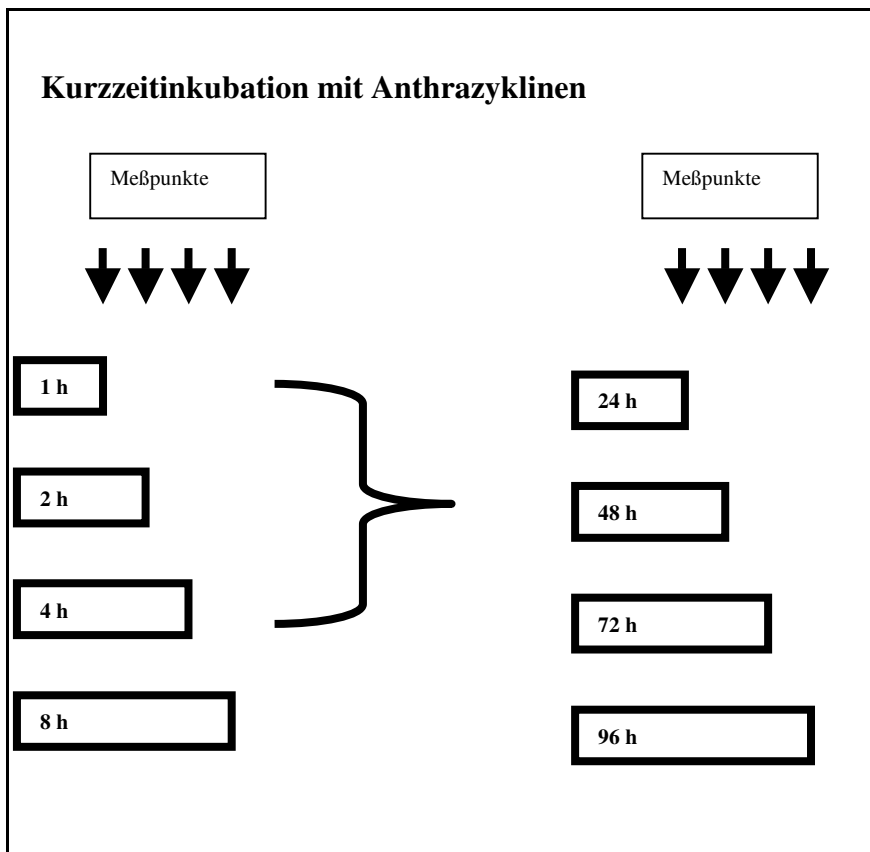 Kurzzeitinkubation mit Anthrazyklinen
Meßpunkte
Meßpunkte
1 h
24 h
2 h
48 h
4 h
72 h
8 h
96 h